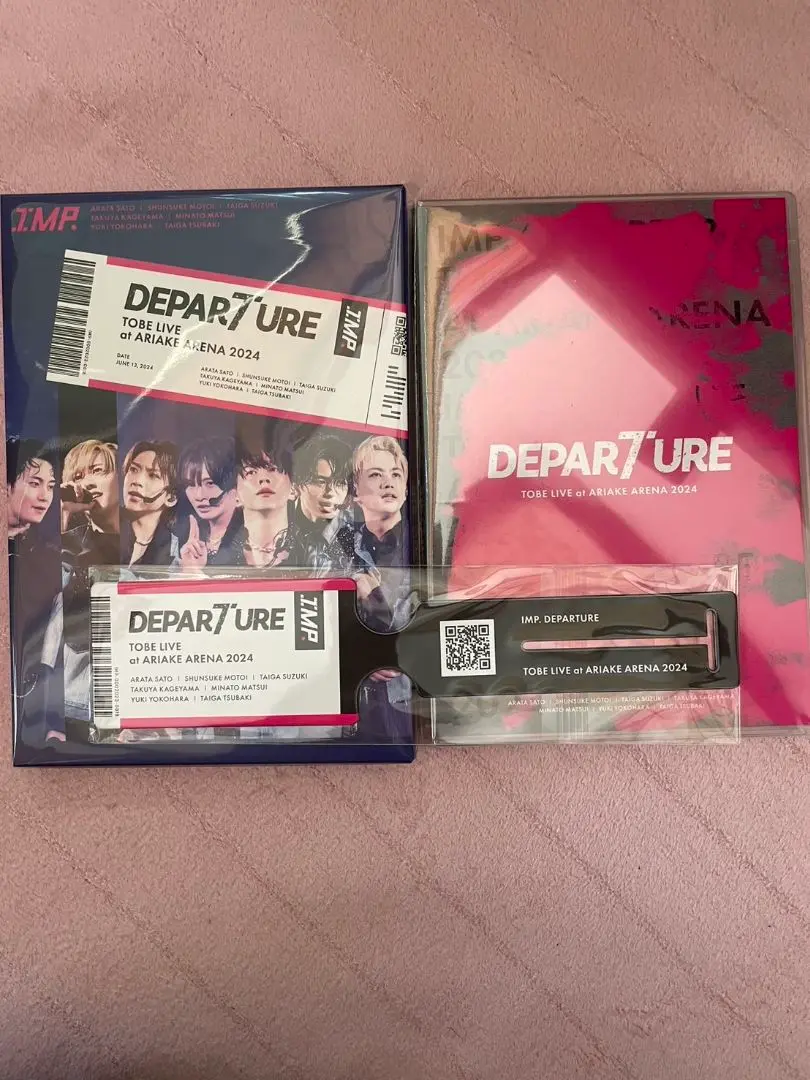 I.MP.
ARATA SATO | SHUNSUKE MOTOI | TAIGA SUZUKI
TAKUYA KAGEYAMA | MINATO MATSUI
YUKI YOKOHARA | TAIGA TSUBAKI
DEPAR7URE
TOBE LIVE
at ARIAKE ARENA 2024
I.MP.
DATE
JUNE 13, 2024
ARATA SATO | SHUNSUKE MOTOI | TAIGA SUZUKI
TAKUYA KAGEYAMA | MINATO MATSUI
YUKI YOKOHARA | TAIGA TSUBAKI
IMP.
ARENA
DEPAR7URE
TOBE LIVE at ARIAKE ARENA 2024
ARATA SATO | SHUNSUKE MOTOI | TAIGA SUZUKI | TAKUYA KAGEYAMA
MINATO MATSUI | YUKI YOKOHARA | TAIGA TSUBAKI
DEPAR7URE
TOBE LIVE
at ARIAKE ARENA 2024
I.MP.
ARATA SATO | SHUNSUKE MOTOI | TAIGA SUZUKI
TAKUYA KAGEYAMA | MINATO MATSUI
YUKI YOKOHARA | TAIGA TSUBAKI
IMP. DEPARTURE
TOBE LIVE at ARIAKE ARENA 2024